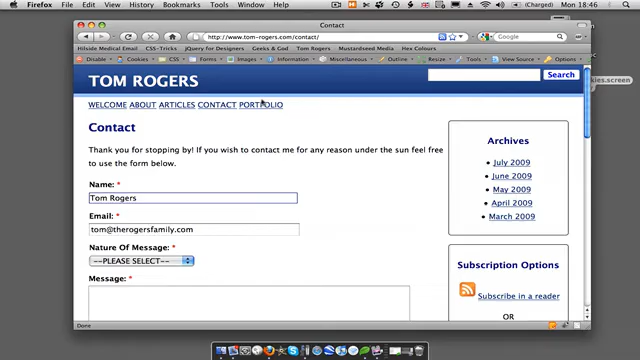 Firefox File Edit View History Bookmarks Tools Window Help (Charged) Mon 18:46
Contact
http://www.tom-rogers.com/contact/ Google
Hillside Medical Email CSS-Tricks jQuery for Designers Geeks & God Tom Rogers Mustardseed Media Hex Colours
Disable Cookies CSS Forms Images Information Miscellaneous Outline Resize Tools View Source Options
TOM ROGERS
Search
WELCOME ABOUT ARTICLES CONTACT PORTFOLIO
Contact
Thank you for stopping by! If you wish to contact me for any reason under the sun feel free
to use the form below.
Name: *
Tom Rogers
Email: *
tom@therogersfamily.com
Nature Of Message: *
--PLEASE SELECT--
Message: *
Archives
July 2009
June 2009
May 2009
April 2009
March 2009
Subscription Options
Subscribe in a reader
OR
Done